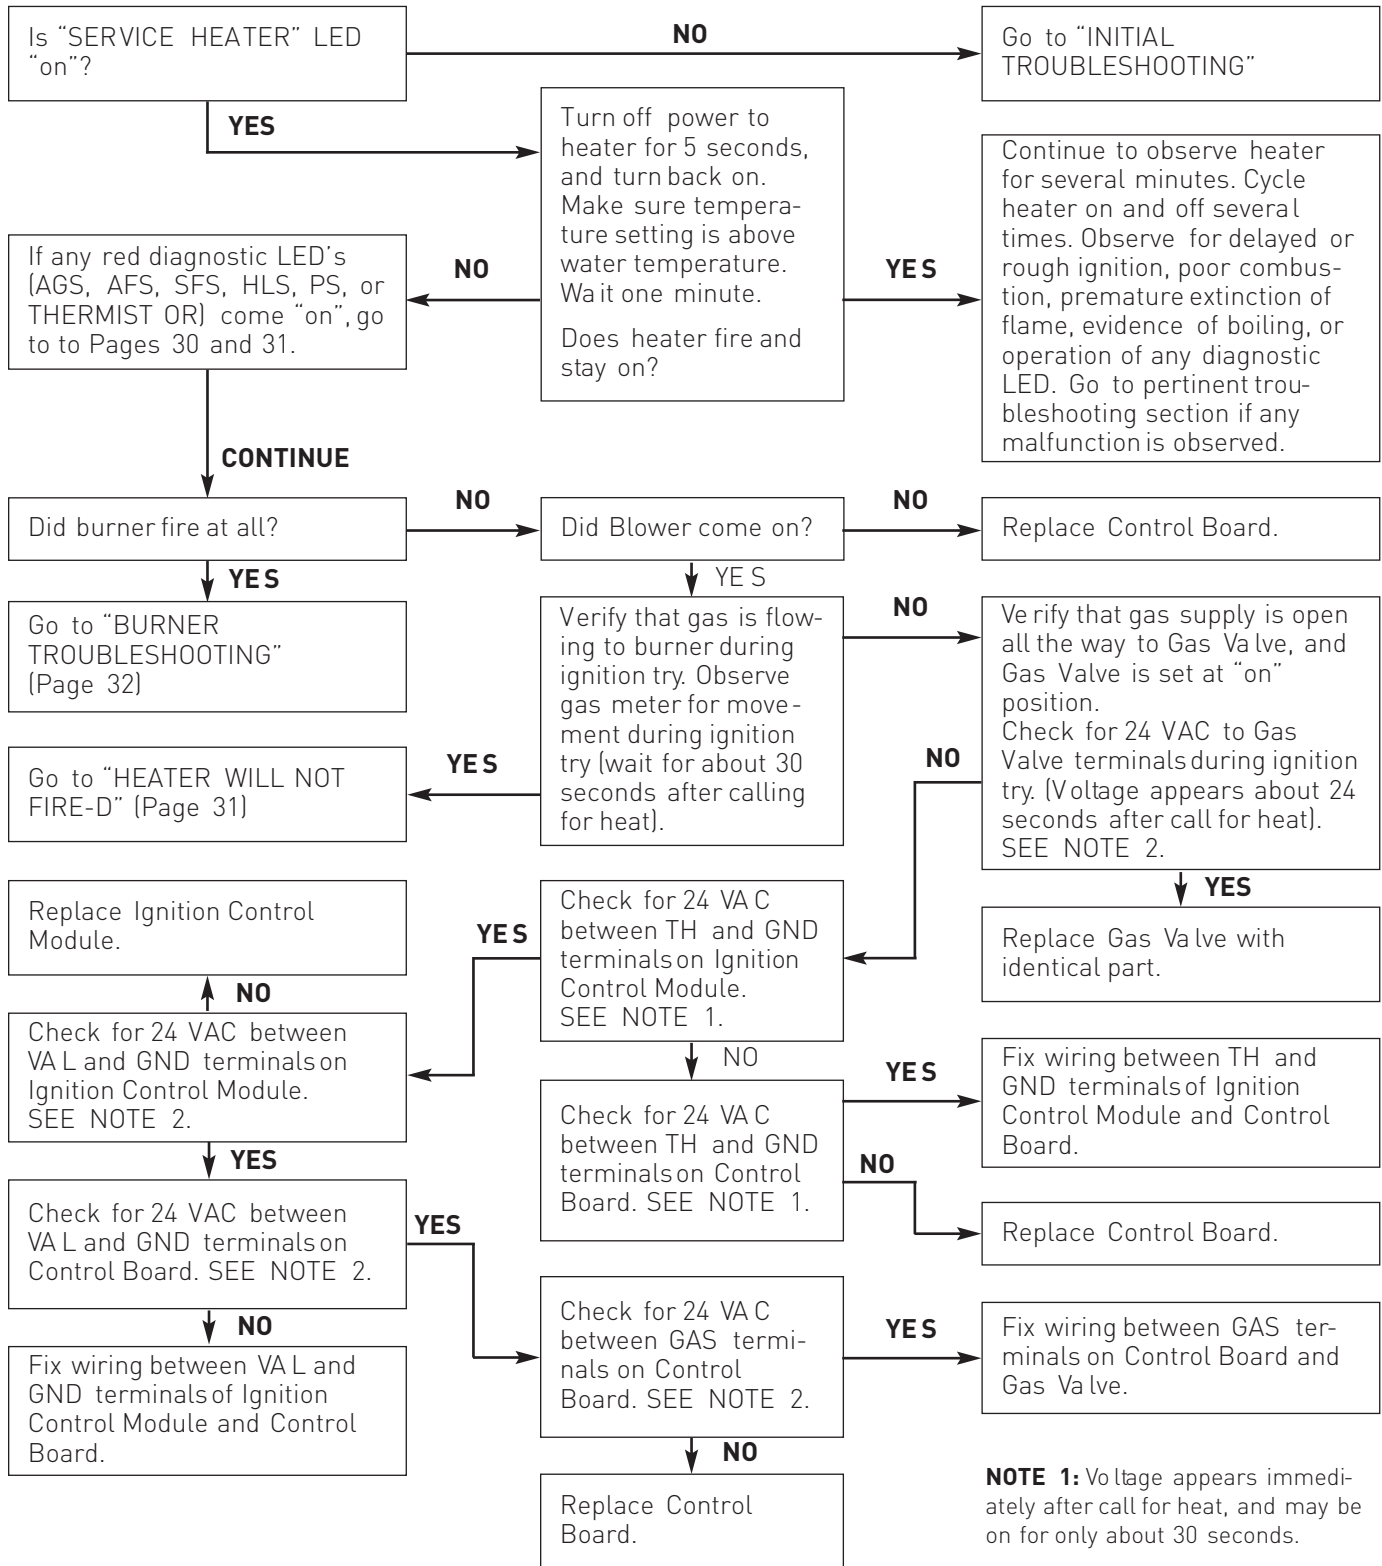 Is “SERVICE HEATER” LED
“on”?
NO
Go to “INITIAL
TROUBLESHOOTING”
YES
Turn off power to
heater for 5 seconds,
and turn back on.
Make sure tempera-
ture setting is above
water temperature.
Wait one minute.
Does heater fire and
stay on?
YES
Continue to observe heater
for several minutes. Cycle
heater on and off several
times. Observe for delayed or
rough ignition, poor combus-
tion, premature extinction of
flame, evidence of boiling, or
operation of any diagnostic
LED. Go to pertinent trou-
bleshooting section if any
malfunction is observed.
NO
If any red diagnostic LED’s
(AGS, AFS, SFS, HLS, PS, or
THERMIST OR) come “on”, go
to to Pages 30 and 31.
CONTINUE
Did burner fire at all?
NO
Did Blower come on?
NO
Replace Control Board.
YES
Go to “BURNER
TROUBLESHOOTING”
(Page 32)
YES
Verify that gas is flow-
ing to burner during
ignition try. Observe
gas meter for move-
ment during ignition
try (wait for about 30
seconds after calling
for heat).
NO
Verify that gas supply is open
all the way to Gas Valve, and
Gas Valve is set at “on”
position.
Check for 24 VAC to Gas
Valve terminals during ignition
try. (Voltage appears about 24
seconds after call for heat).
SEE NOTE 2.
YES
Go to “HEATER WILL NOT
FIRE-D” (Page 31)
NO
YES
Replace Gas Valve with
identical part.
Check for 24 VAC
between TH and GND
terminals on Ignition
Control Module.
SEE NOTE 1.
YES
Replace Ignition Control
Module.
NO
Check for 24 VAC between
VAL and GND terminals on
Ignition Control Module.
SEE NOTE 2.
NO
Check for 24 VAC
between TH and GND
terminals on Control
Board. SEE NOTE 1.
YES
Fix wiring between TH and
GND terminals of Ignition
Control Module and Control
Board.
NO
Replace Control Board.
YES
Check for 24 VAC between
VAL and GND terminals on
Control Board. SEE NOTE 2.
YES
NO
Fix wiring between VAL and
GND terminals of Ignition
Control Module and Control
Board.
Check for 24 VAC
between GAS termi-
nals on Control
Board. SEE NOTE 2.
YES
Fix wiring between GAS ter-
minals on Control Board and
Gas Valve.
NO
Replace Control
Board.
NOTE 1: Voltage appears immedi-
ately after call for heat, and may be
on for only about 30 seconds.